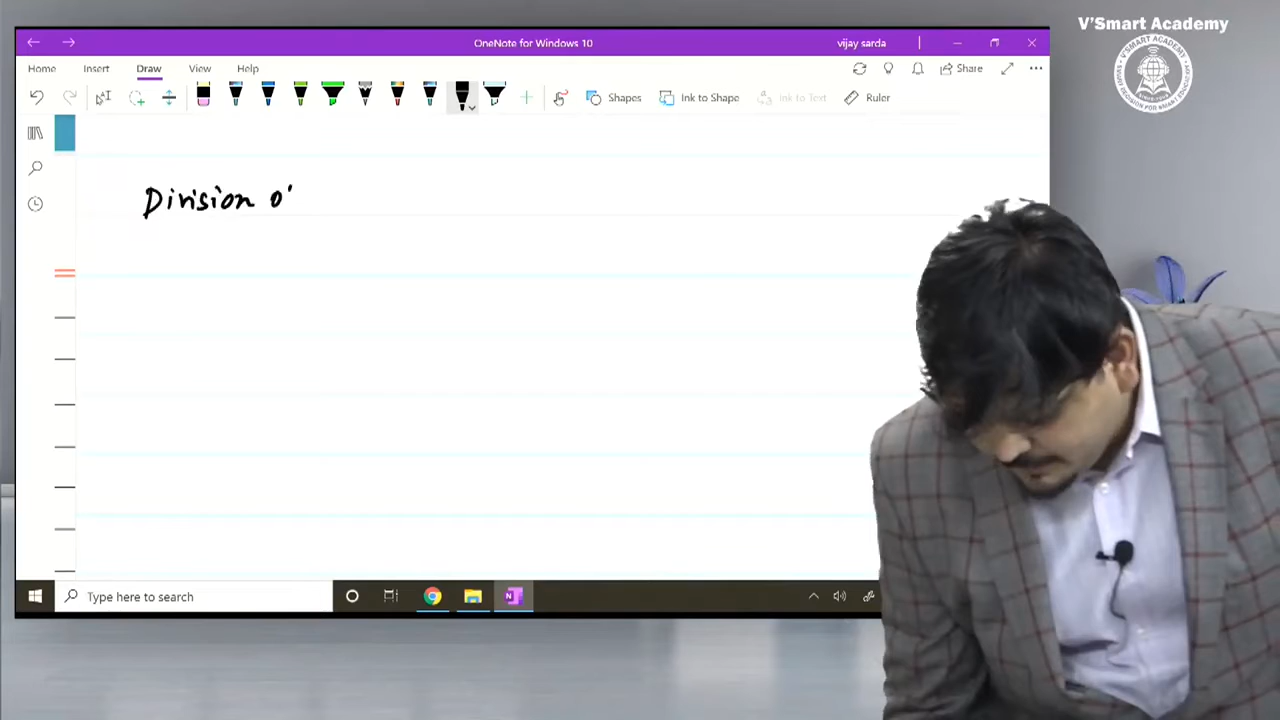 V'Smart Academy
OneNote for Windows 10
vijay sarda
Home Insert Draw View Help
Share
Shapes Ink to Shape Ink to Text Ruler
Division o'
Type here to search